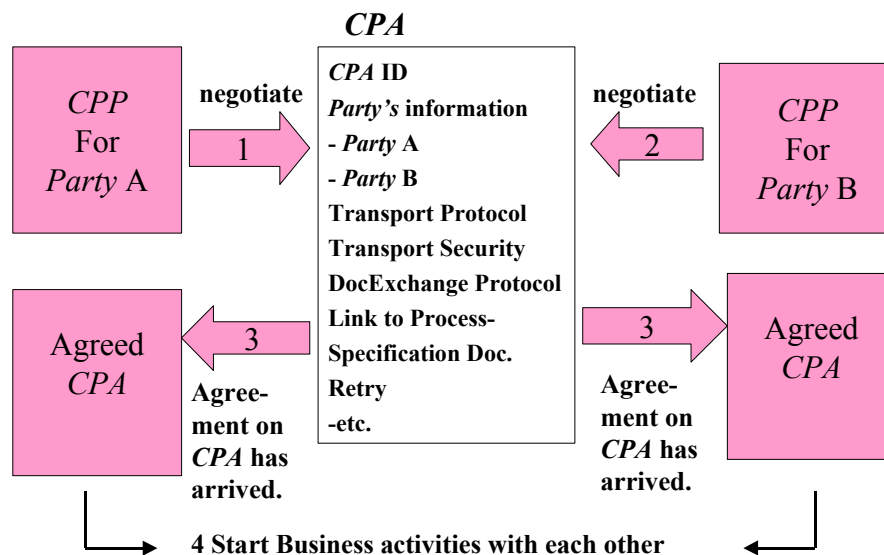 CPA
CPP
For
Party A
negotiate
1
CPA ID
Party's information
- Party A
- Party B
Transport Protocol
Transport Security
DocExchange Protocol
Link to Process-
Specification Doc.
Retry
-etc.
negotiate
2
CPP
For
Party B
Agreed
CPA
3
Agree-
ment on
CPA has
arrived.
3
Agree-
ment on
CPA has
arrived.
Agreed
CPA
4 Start Business activities with each other